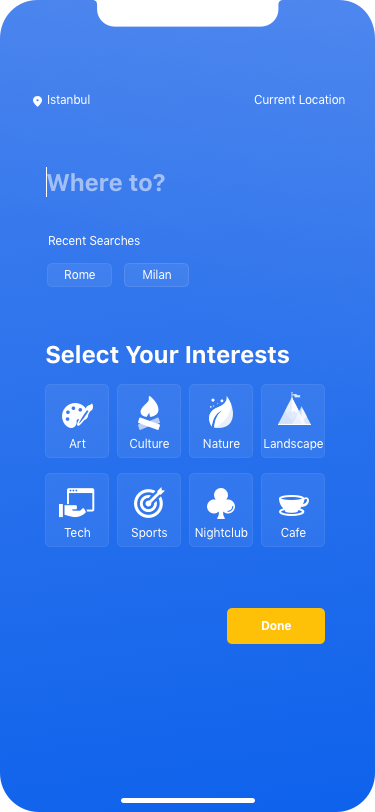 Istanbul
Current Location
Where to?
Recent Searches
Rome
Milan
Select Your Interests
Art
Culture
Nature
Landscape
Tech
Sports
Nightclub
Cafe
Done